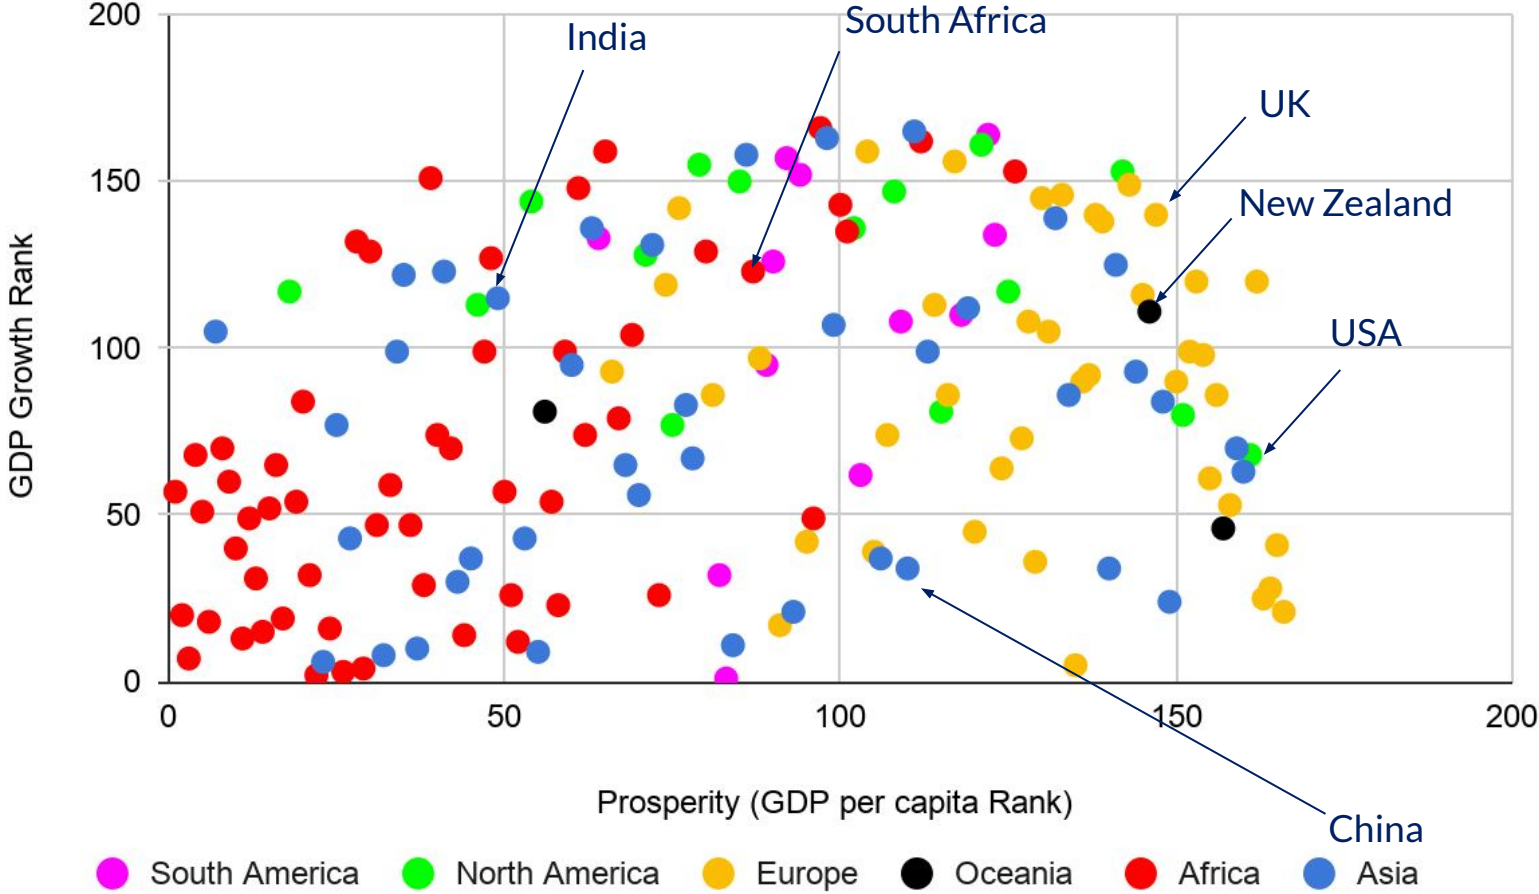 200
South Africa
India
UK
150
New Zealand
USA
100
GDP Growth Rank
50
0
0 50 100 150 200
Prosperity (GDP per capita Rank)
China
South America North America Europe Oceania Africa Asia